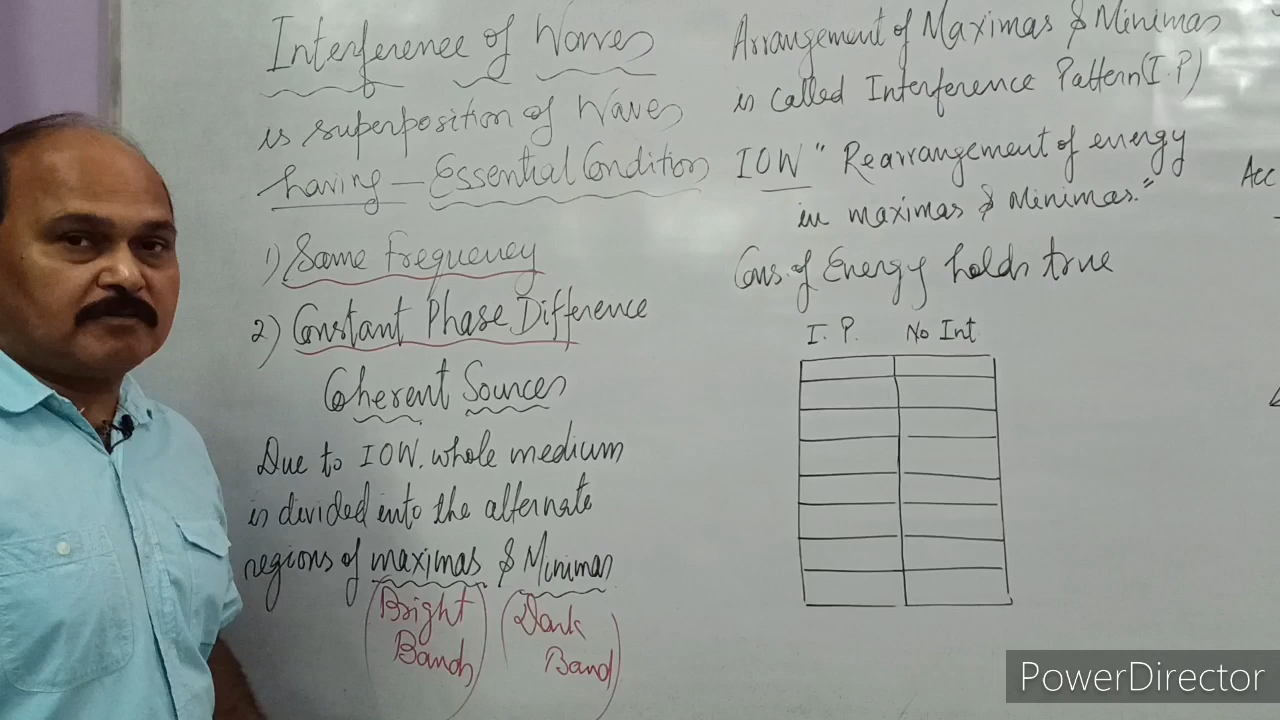 Interference of Waves
is superposition of Waves
having – Essential Condition
1) Same Frequency
2) Constant Phase Difference
Coherent Sources
Due to IOW. whole medium
is divided into the alternate
regions of maximas & Minimas
(Bright Bands) (Dark Band)
Arrangement of Maximas & Minimas
is called Interference Pattern (I.P)
IOW " Rearrangement of energy
in maximas & Minimas."
Cons. of Energy holds true
I. P. No Int
Acc
PowerDirector